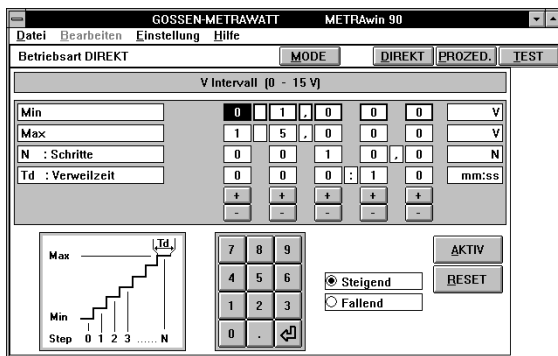 GOSSEN-METRAWATT METRAwin 90
Datei Bearbeiten Einstellung Hilfe
Betriebsart DIREKT MODE DIREKT PROZED. TEST
V Intervall (0 - 15 V)
Min 0 1 , 0 0 0 V
Max 1 5 , 0 0 0 V
N : Schritte 0 0 1 0 , 0 N
Td : Verweilzeit 0 0 0 : 1 0 mm:ss
+ + + + +
- - - - -
Td
Max
Min
Step 0 1 2 3 ...... N
7 8 9
4 5 6
1 2 3
0 .
Steigend
Fallend
AKTIV
RESET